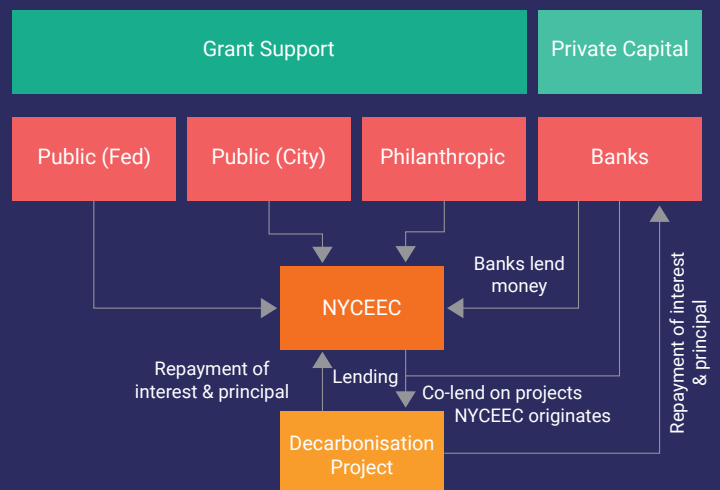 Grant Support
Private Capital
Public (Fed)
Public (City)
Philanthropic
Banks
Banks lend
money
NYCEEC
Repayment of
interest & principal
Lending
Co-lend on projects
NYCEEC originates
Repayment of interest
& principal
Decarbonisation
Project